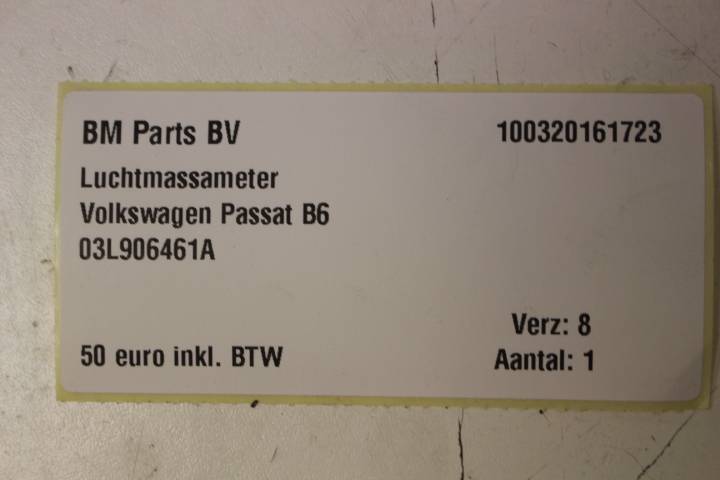 BM Parts BV 100320161723
Luchtmassameter
Volkswagen Passat B6
03L906461A
Verz: 8
50 euro inkl. BTW Aantal: 1